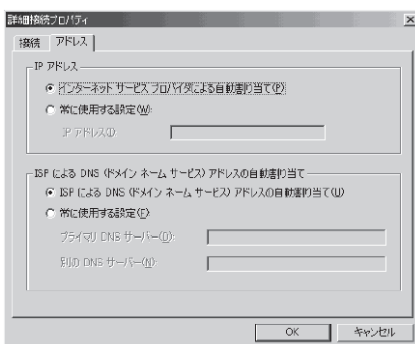 詳細接続プロパティ
接続 アドレス
IP アドレス
インターネット サービス プロバイダによる自動割り当て(P)
常に使用する設定(W):
IP アドレス(I):
ISP による DNS (ドメイン ネーム サービス) アドレスの自動割り当て
ISP による DNS (ドメイン ネーム サービス) アドレスの自動割り当て(U)
常に使用する設定(E)
プライマリ DNS サーバー(D):
別の DNS サーバー(N):
OK キャンセル